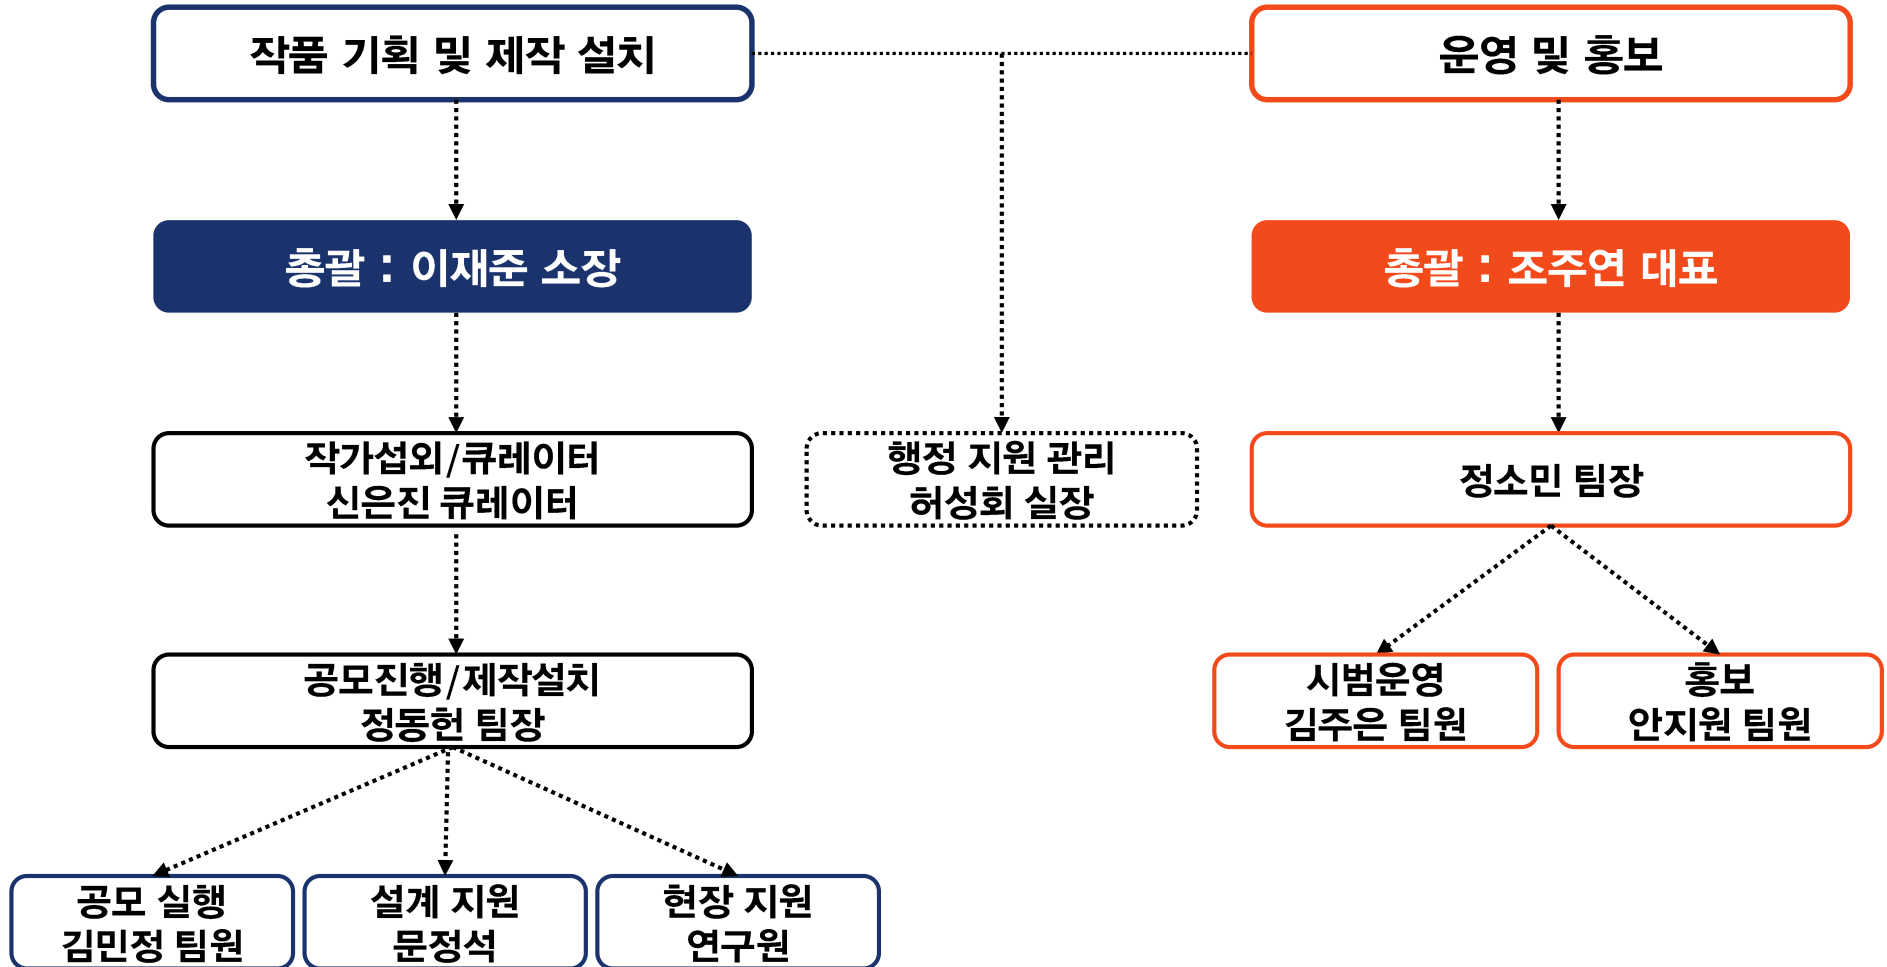 작품 기획 및 제작 설치
운영 및 홍보
총괄 : 이재준 소장
총괄 : 조주연 대표
작가섭외/큐레이터
신은진 큐레이터
행정 지원 관리
허성회 실장
정소민 팀장
공모진행/제작설치
정동헌 팀장
시범운영
김주은 팀원
홍보
안지원 팀원
공모 실행
김민정 팀원
설계 지원
문정석
현장 지원
연구원